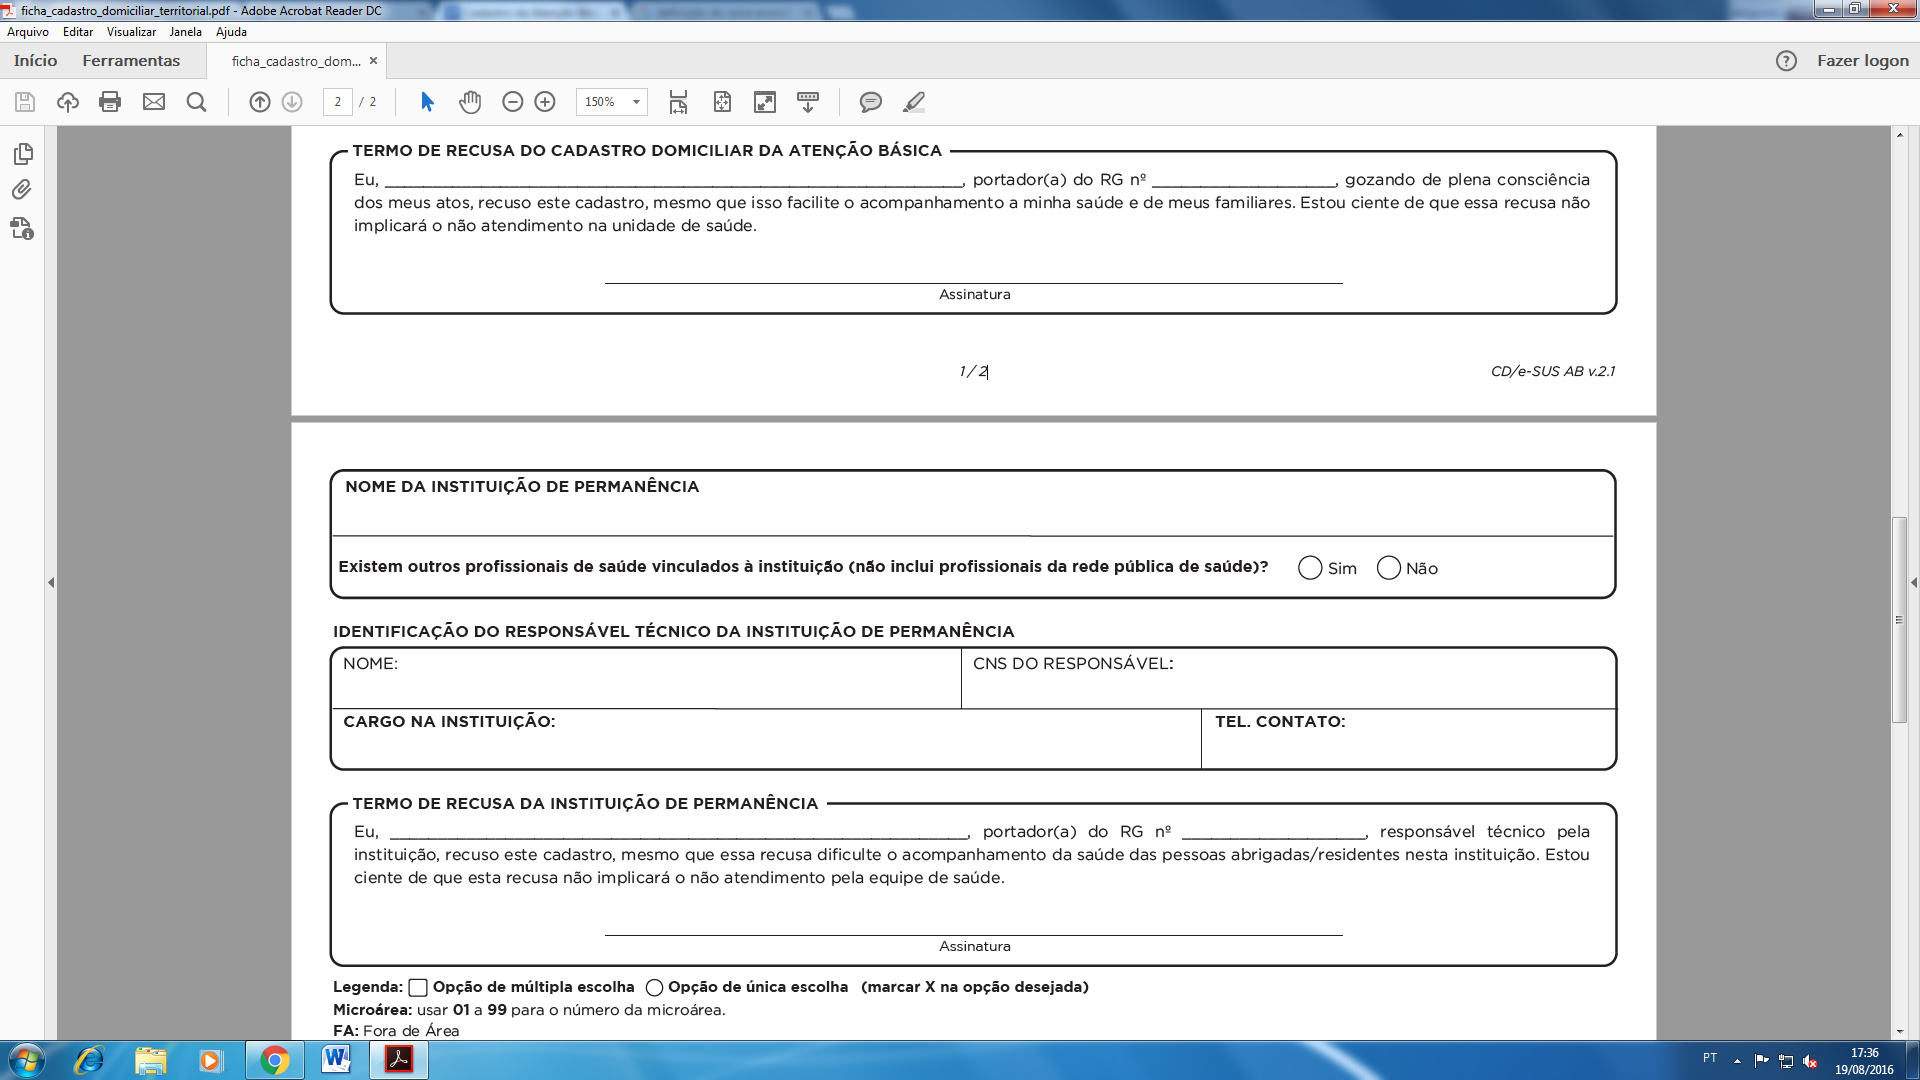 ficha_cadastro_domiciliar_territorial.pdf - Adobe Acrobat Reader DC
Arquivo Editar Visualizar Janela Ajuda
Início Ferramentas ficha_cadastro_dom... × Fazer logon
2 / 2 150%
TERMO DE RECUSA DO CADASTRO DOMICILIAR DA ATENÇÃO BÁSICA
Eu, ____________________, portador(a) do RG nº ____________________, gozando de plena consciência
dos meus atos, recuso este cadastro, mesmo que isso facilite o acompanhamento a minha saúde e de meus familiares. Estou ciente de que essa recusa não
implicará o não atendimento na unidade de saúde.
Assinatura
1 / 2 CD/e-SUS AB v.2.1
NOME DA INSTITUIÇÃO DE PERMANÊNCIA
Existem outros profissionais de saúde vinculados à instituição (não inclui profissionais da rede pública de saúde)? Sim Não
IDENTIFICAÇÃO DO RESPONSÁVEL TÉCNICO DA INSTITUIÇÃO DE PERMANÊNCIA
NOME: CNS DO RESPONSÁVEL:
CARGO NA INSTITUIÇÃO: TEL. CONTATO:
TERMO DE RECUSA DA INSTITUIÇÃO DE PERMANÊNCIA
Eu, ____________________, portador(a) do RG nº ____________________, responsável técnico pela
instituição, recuso este cadastro, mesmo que essa recusa dificulte o acompanhamento da saúde das pessoas abrigadas/residentes nesta instituição. Estou
ciente de que esta recusa não implicará o não atendimento pela equipe de saúde.
Assinatura
Legenda: Opção de múltipla escolha Opção de única escolha (marcar X na opção desejada)
Microárea: usar 01 a 99 para o número da microárea.
FA: Fora de Área
PT 17:36
19/08/2016